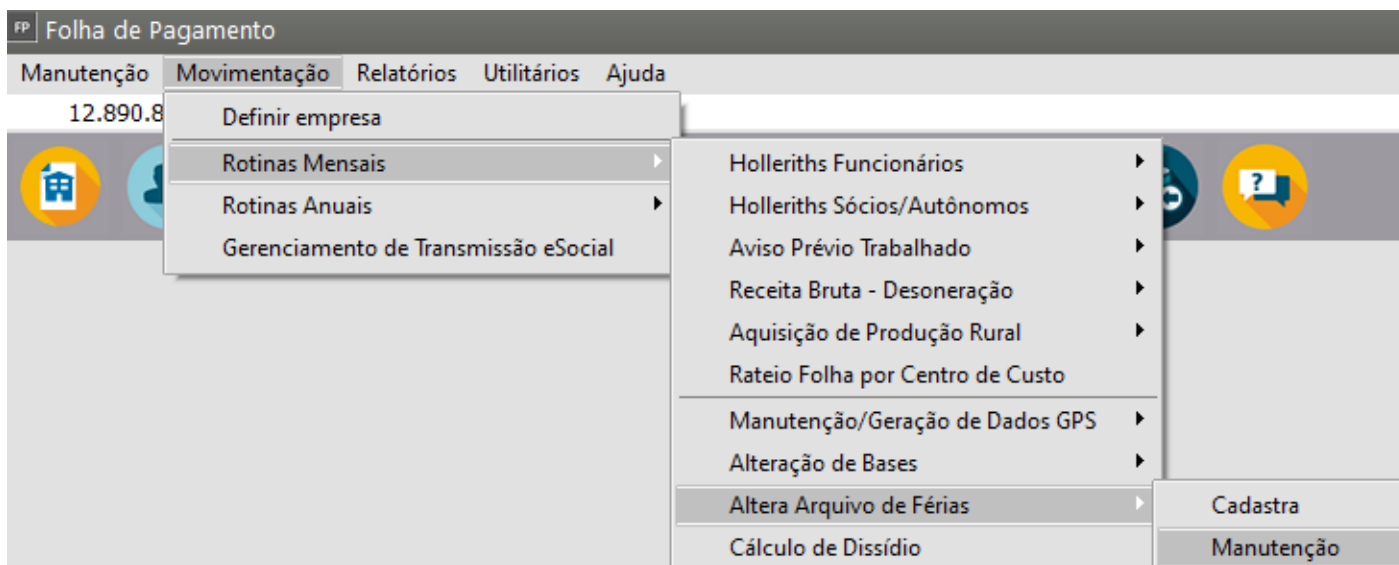 FP Folha de Pagamento
Manutenção Movimentação Relatórios Utilitários Ajuda
12.890.8
Definir empresa
Rotinas Mensais
Rotinas Anuais
Gerenciamento de Transmissão eSocial
Holleriths Funcionários
Holleriths Sócios/Autônomos
Aviso Prévio Trabalhado
Receita Bruta - Desoneração
Aquisição de Produção Rural
Rateio Folha por Centro de Custo
Manutenção/Geração de Dados GPS
Alteração de Bases
Altera Arquivo de Férias
Cálculo de Dissídio
Cadastra
Manutenção
?